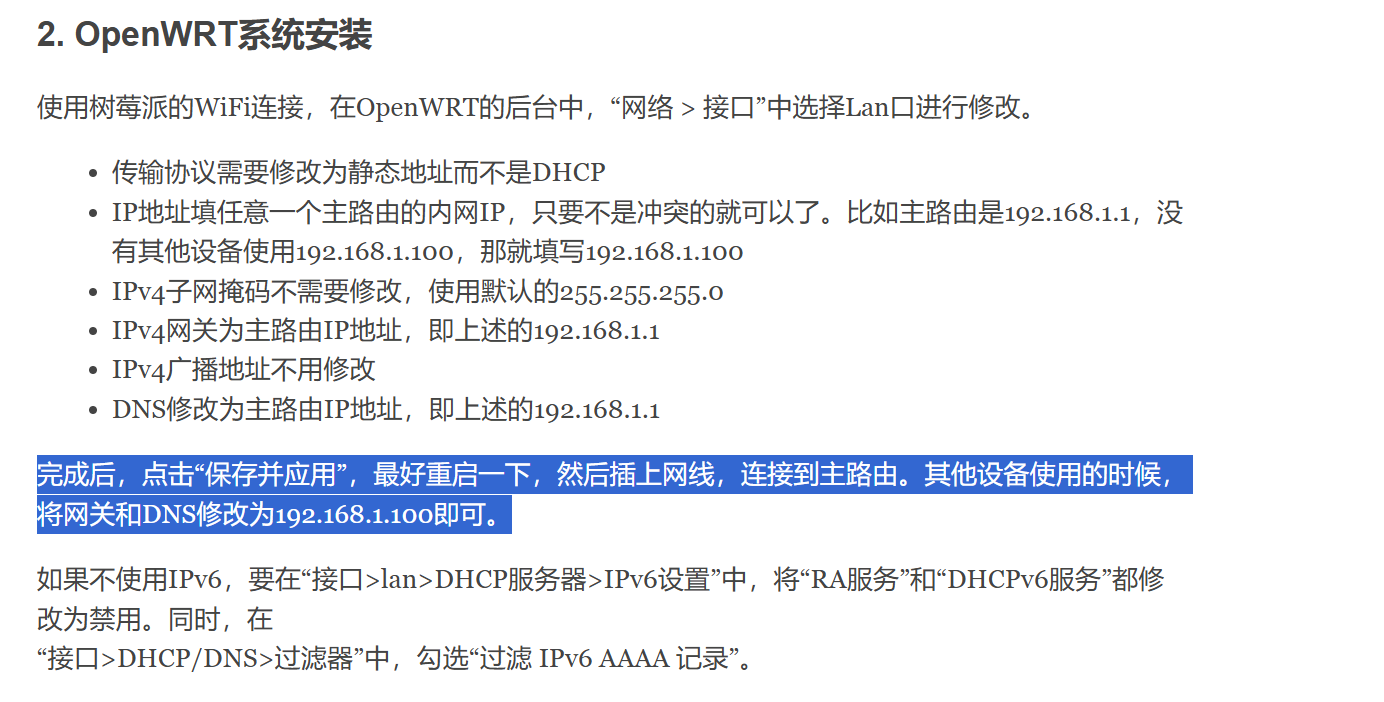 2. OpenWRT系统安装
使用树莓派的WiFi连接，在OpenWRT的后台中，“网络 > 接口”中选择Lan口进行修改。
• 传输协议需要修改为静态地址而不是DHCP
• IP地址填任意一个主路由的内网IP，只要不是冲突的就可以了。比如主路由是192.168.1.1，没
有其他设备使用192.168.1.100，那就填写192.168.1.100
• IPv4子网掩码不需要修改，使用默认的255.255.255.0
• IPv4网关为主路由IP地址，即上述的192.168.1.1
• IPv4广播地址不用修改
• DNS修改为主路由IP地址，即上述的192.168.1.1
完成后，点击“保存并应用”，最好重启一下，然后插上网线，连接到主路由。其他设备使用的时候，
将网关和DNS修改为192.168.1.100即可。
如果不使用IPv6，要在“接口>lan>DHCP服务器>IPv6设置”中，将“RA服务”和“DHCPv6服务”都修
改为禁用。同时，在
“接口>DHCP/DNS>过滤器”中，勾选“过滤 IPv6 AAAA 记录”。